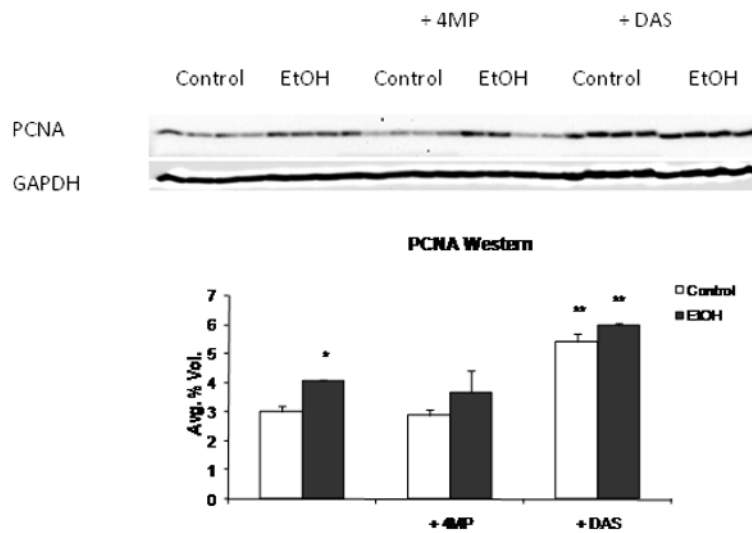 + 4MP + DAS
Control EtOH Control EtOH Control EtOH
PCNA
GAPDH
PCNA Western
Control
EtOH
Avg. % Vol.
7
6
5
4
3
2
1
0
*
**
**
+ 4MP + DAS